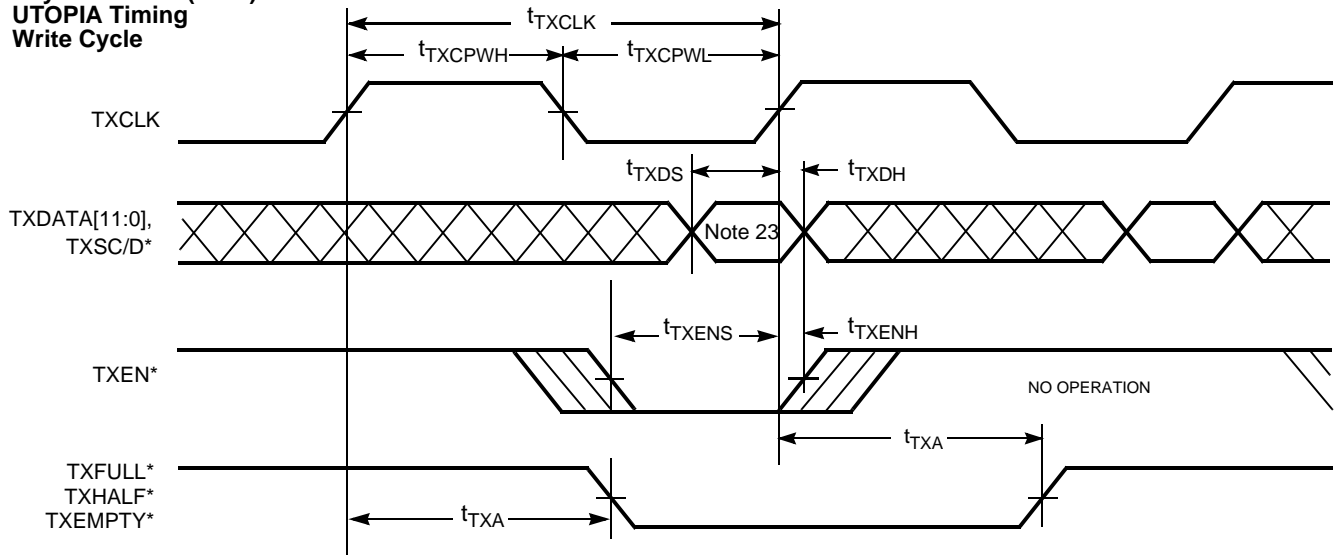 UTOPIA Timing
Write Cycle
tTXCLK
tTXCPWH
tTXCPWL
TXCLK
tTXDS
tTXDH
TXDATA[11:0],
TXSC/D*
Note 23
tTXENS
tTXENH
TXEN*
NO OPERATION
tTXA
TXFULL*
TXHALF*
TXEMPTY*
tTXA